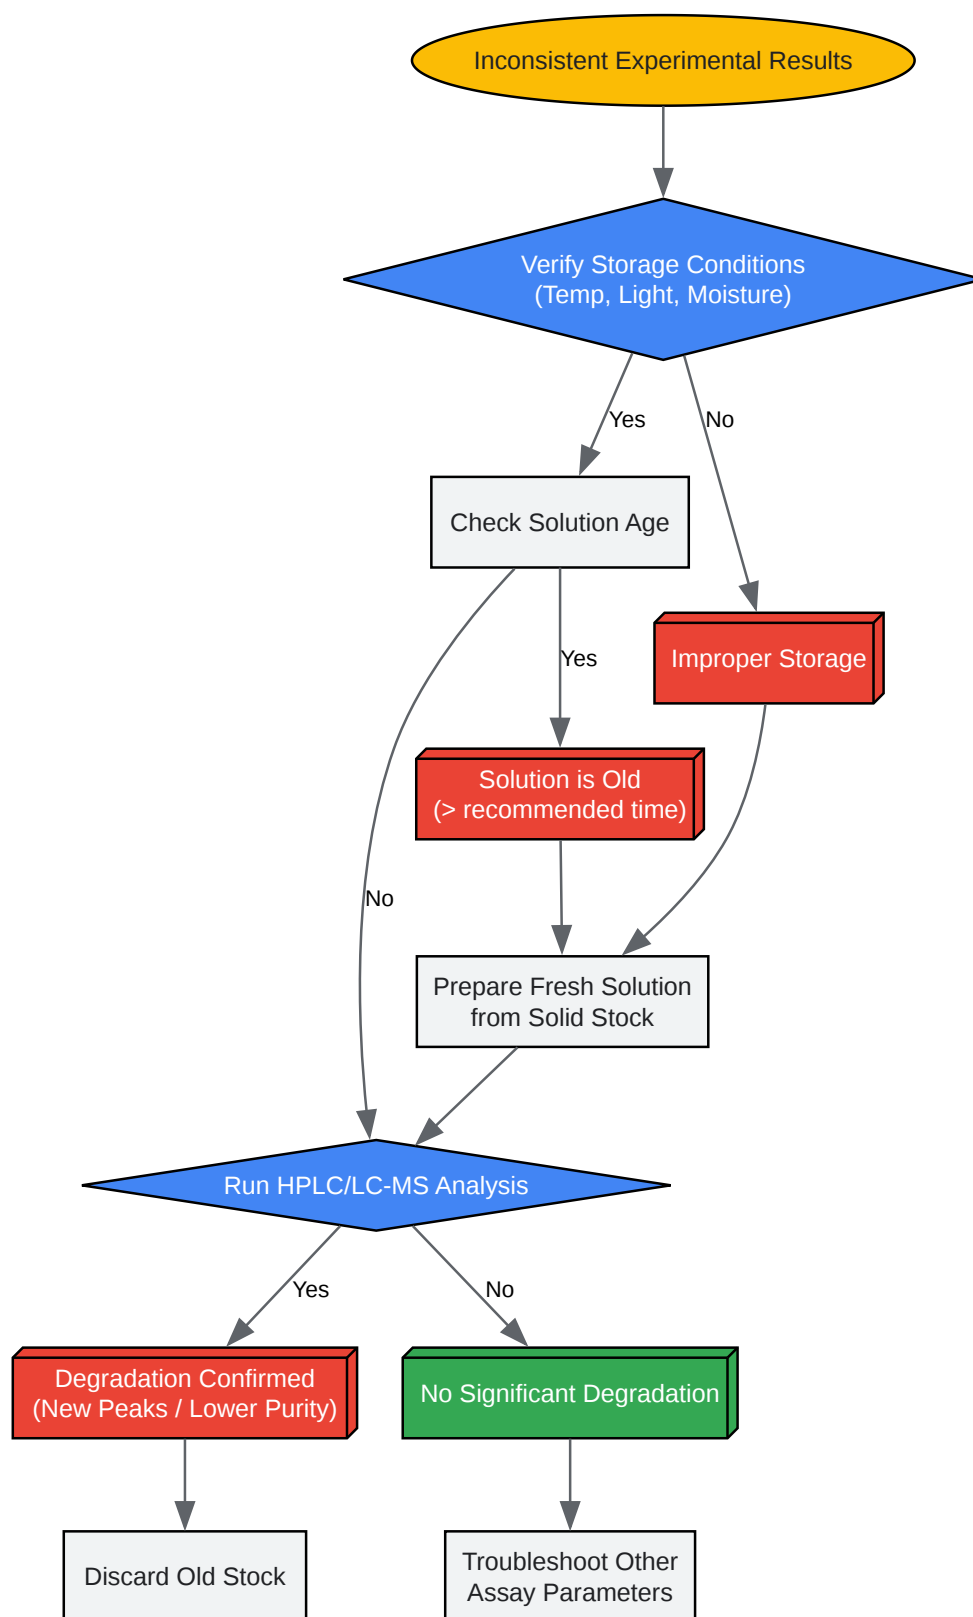 Inconsistent Experimental Results
Verify Storage Conditions
(Temp, Light, Moisture)
Yes
No
Check Solution Age
Yes
Improper Storage
Solution is Old
(> recommended time)
No
Prepare Fresh Solution
from Solid Stock
Run HPLC/LC-MS Analysis
Yes
No
Degradation Confirmed
(New Peaks / Lower Purity)
No Significant Degradation
Discard Old Stock
Troubleshoot Other
Assay Parameters